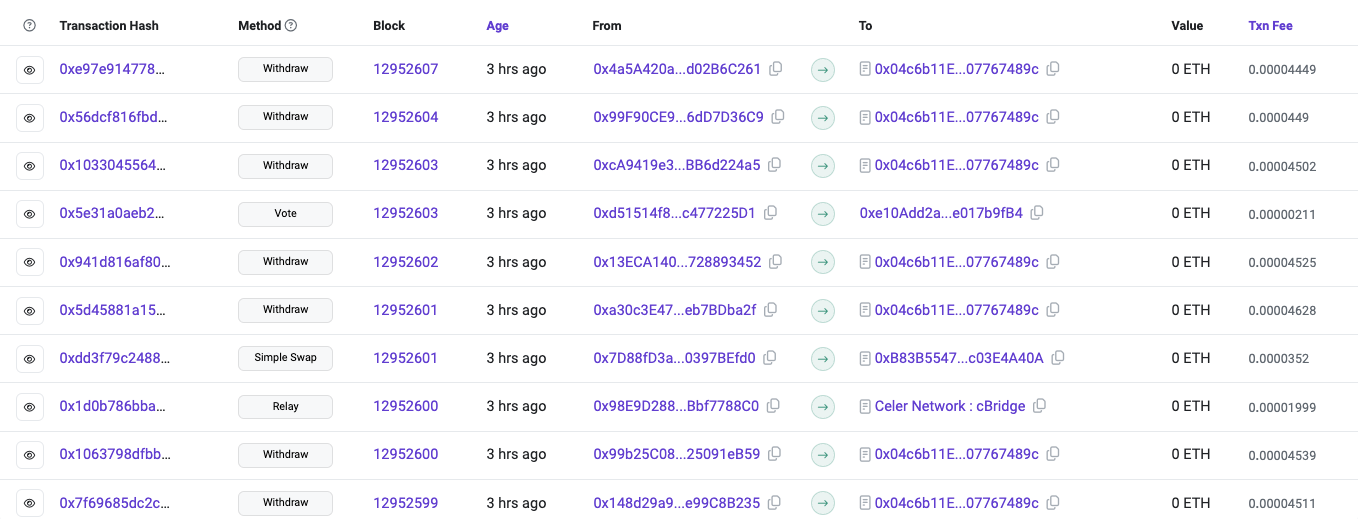 Transaction Hash Method Block Age From To Value Txn Fee
0xe97e914778... Withdraw 12952607 3 hrs ago 0x4a5A420a...d02B6C261 0x04c6b11E...07767489c 0 ETH 0.00004449
0x56dcf816fbd... Withdraw 12952604 3 hrs ago 0x99F90CE9...6dD7D36C9 0x04c6b11E...07767489c 0 ETH 0.0000449
0x1033045564... Withdraw 12952603 3 hrs ago 0xcA9419e3...BB6d224a5 0x04c6b11E...07767489c 0 ETH 0.00004502
0x5e31a0aeb2... Vote 12952603 3 hrs ago 0xd51514f8...c477225D1 0xe10Add2a...e017b9fB4 0 ETH 0.00000211
0x941d816af80... Withdraw 12952602 3 hrs ago 0x13ECA140...728893452 0x04c6b11E...07767489c 0 ETH 0.00004525
0x5d45881a15... Withdraw 12952601 3 hrs ago 0xa30c3E47...eb7BDba2f 0x04c6b11E...07767489c 0 ETH 0.00004628
0xdd3f79c2488... Simple Swap 12952601 3 hrs ago 0x7D88fD3a...0397BEfd0 0xB83B5547...c03E4A40A 0 ETH 0.0000352
0x1d0b786bba... Relay 12952600 3 hrs ago 0x98E9D288...Bbf7788C0 Celer Network : cBridge 0 ETH 0.00001999
0x1063798dfbb... Withdraw 12952600 3 hrs ago 0x99b25C08...25091eB59 0x04c6b11E...07767489c 0 ETH 0.00004539
0x7f69685dc2c... Withdraw 12952599 3 hrs ago 0x148d29a9...e99C8B235 0x04c6b11E...07767489c 0 ETH 0.00004511